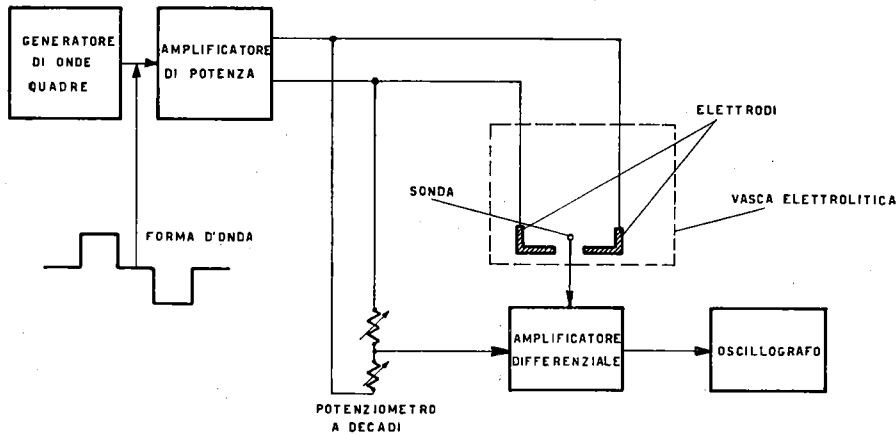 GENERATORE
DI ONDE
QUADRE
AMPLIFICATORE
DI POTENZA
ELETTRODI
SONDA
VASCA ELETTROLITICA
FORMA D'ONDA
AMPLIFICATORE
DIFFERENZIALE
OSCILLOGRAFO
POTENZIOMETRO
A DECADI